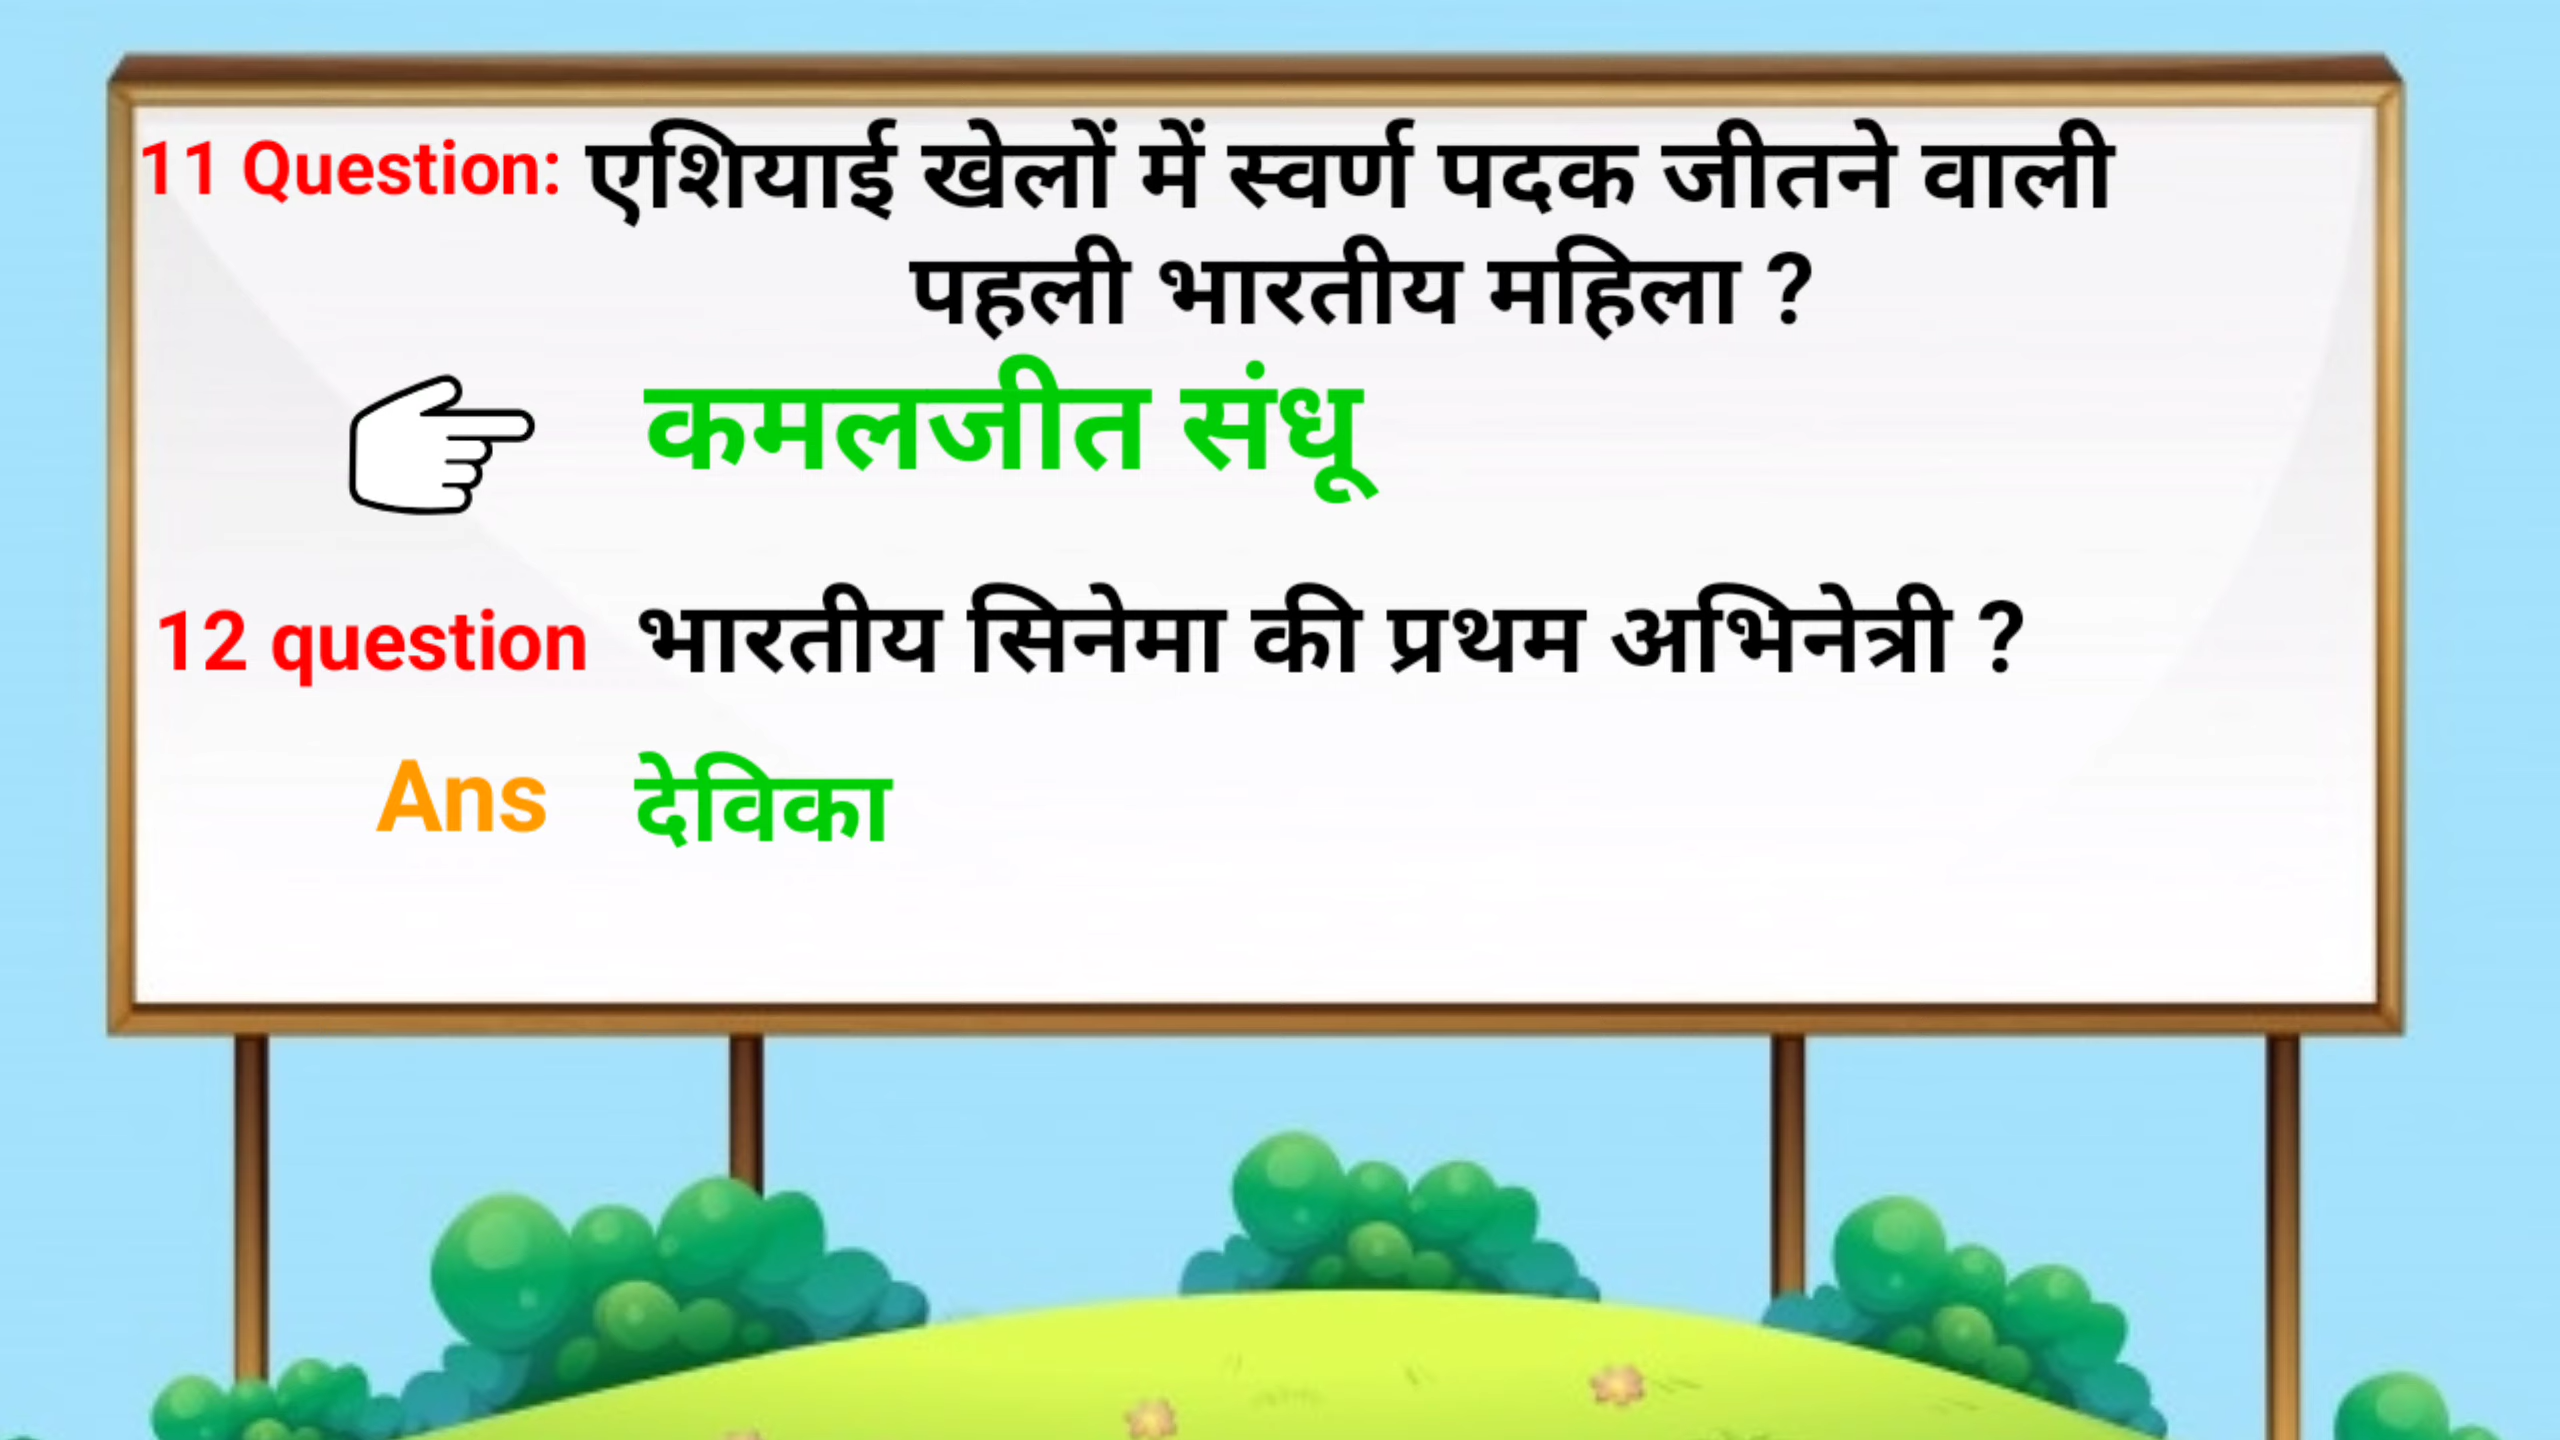 11 Question: एशियाई खेलों में स्वर्ण पदक जीतने वाली
पहली भारतीय महिला ?
कमलजीत संधू
12 question भारतीय सिनेमा की प्रथम अभिनेत्री ?
Ans देविका